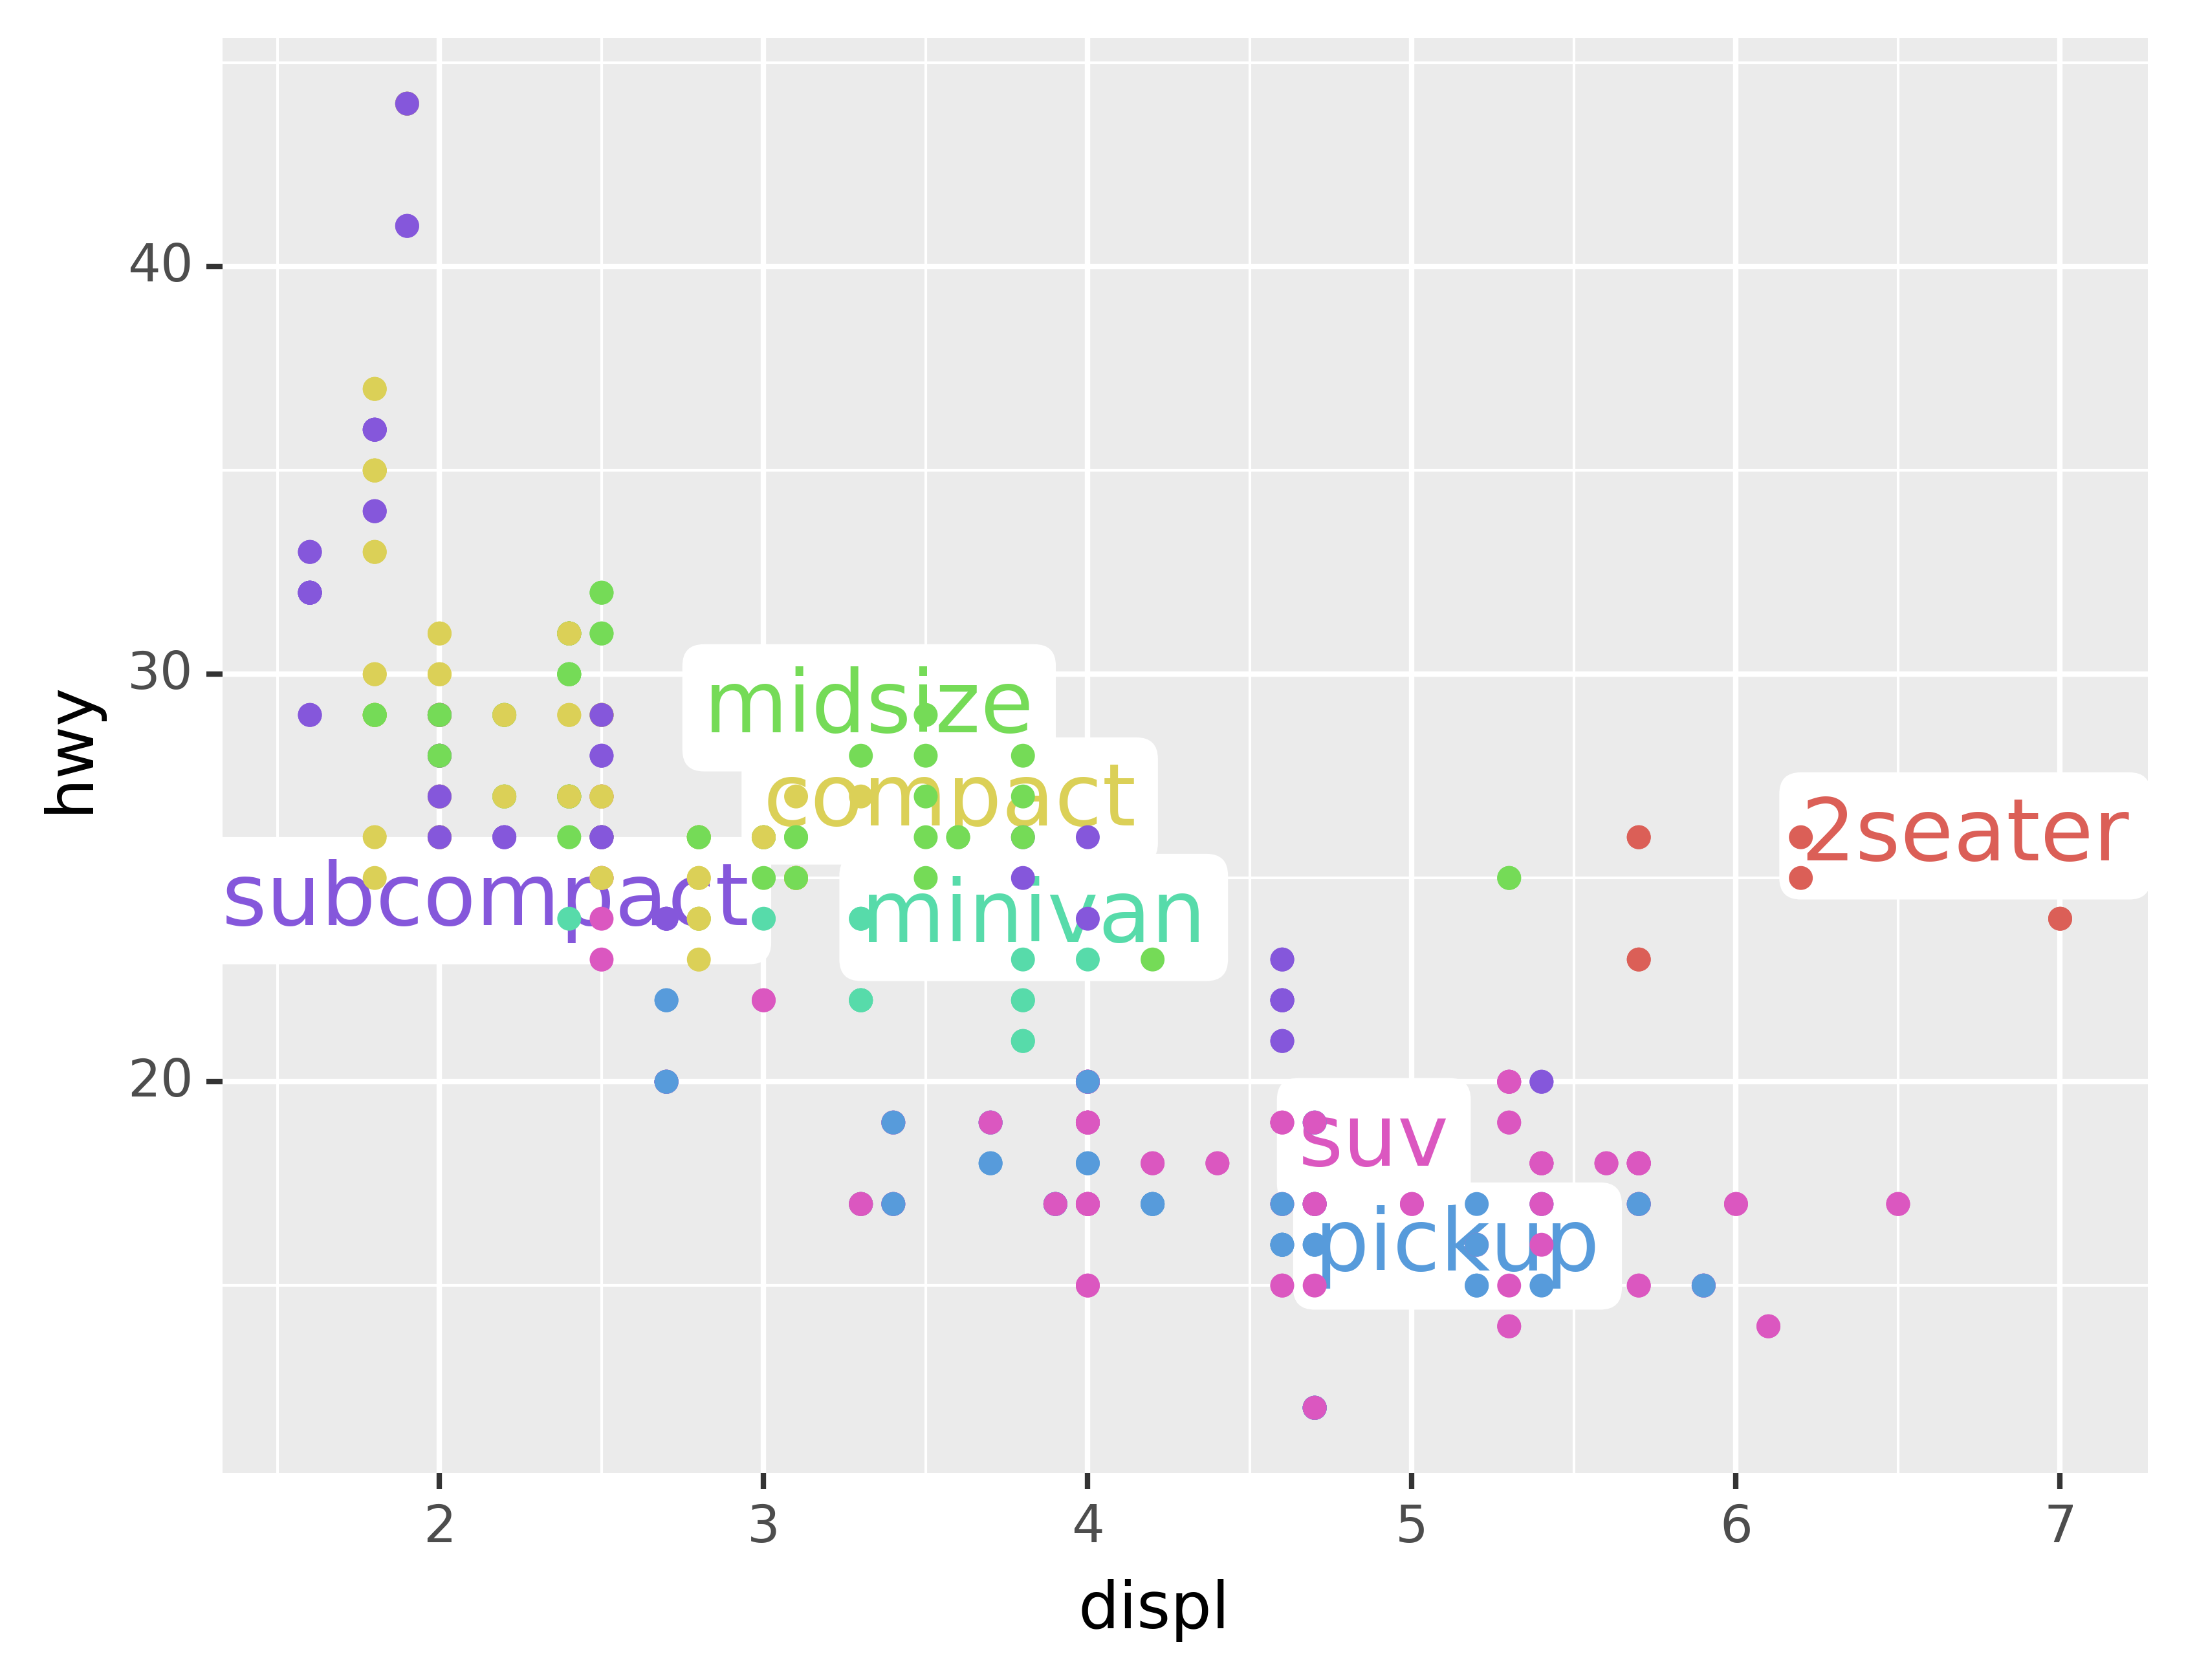 hwy
40
30
20
midsize
compact
2seater
subcompact
minivan
suv
pickup
2 3 4 5 6 7
displ